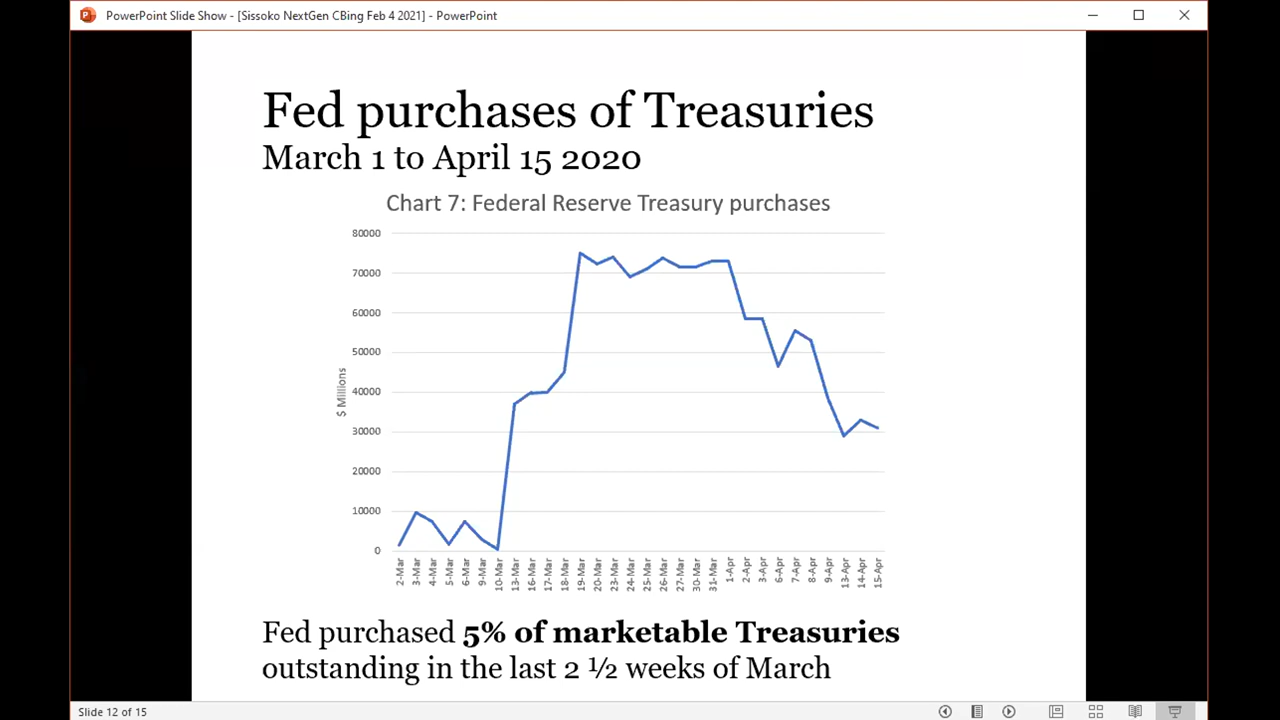 PowerPoint Slide Show - [Sissoko NextGen CBing Feb 4 2021] - PowerPoint
Fed purchases of Treasuries
March 1 to April 15 2020
Chart 7: Federal Reserve Treasury purchases
80000
70000
60000
50000
40000
30000
20000
10000
0
$ Millions
2-Mar
3-Mar
4-Mar
5-Mar
6-Mar
9-Mar
10-Mar
13-Mar
16-Mar
17-Mar
18-Mar
19-Mar
20-Mar
23-Mar
24-Mar
25-Mar
26-Mar
27-Mar
30-Mar
31-Mar
1-Apr
2-Apr
3-Apr
6-Apr
7-Apr
8-Apr
9-Apr
13-Apr
14-Apr
15-Apr
Fed purchased 5% of marketable Treasuries
outstanding in the last 2 ½ weeks of March
Slide 12 of 15